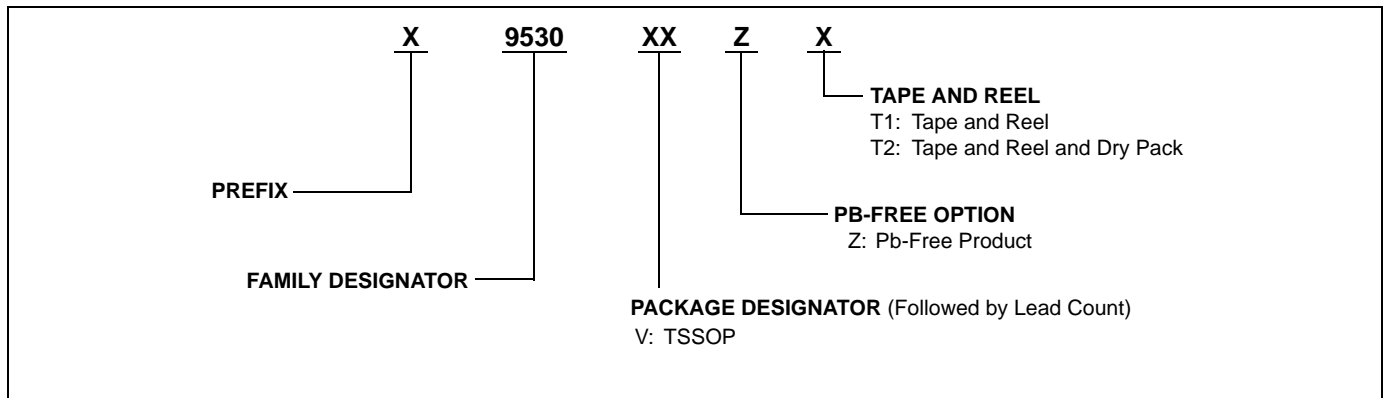 X 9530 XX Z X
TAPE AND REEL
T1: Tape and Reel
T2: Tape and Reel and Dry Pack
PREFIX
PB-FREE OPTION
Z: Pb-Free Product
FAMILY DESIGNATOR
PACKAGE DESIGNATOR (Followed by Lead Count)
V: TSSOP